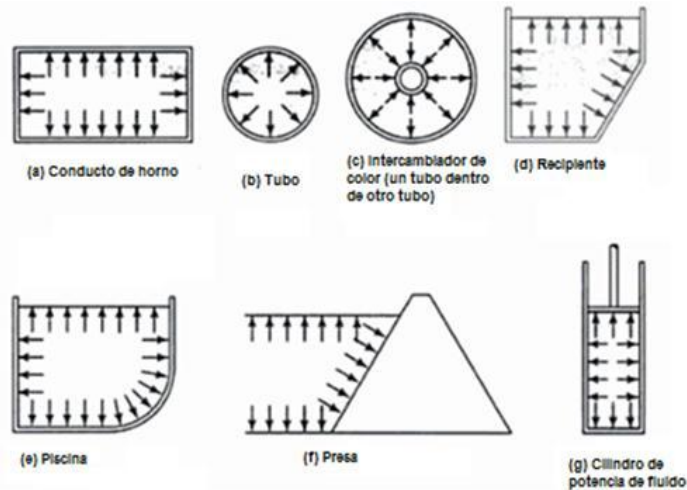 (a) Conducto de horno
(b) Tubo
(c) Intercambiador de
color (un tubo dentro
de otro tubo)
(d) Recipiente
(e) Piscina
(f) Presa
(g) Cilindro de
potencia de fluido